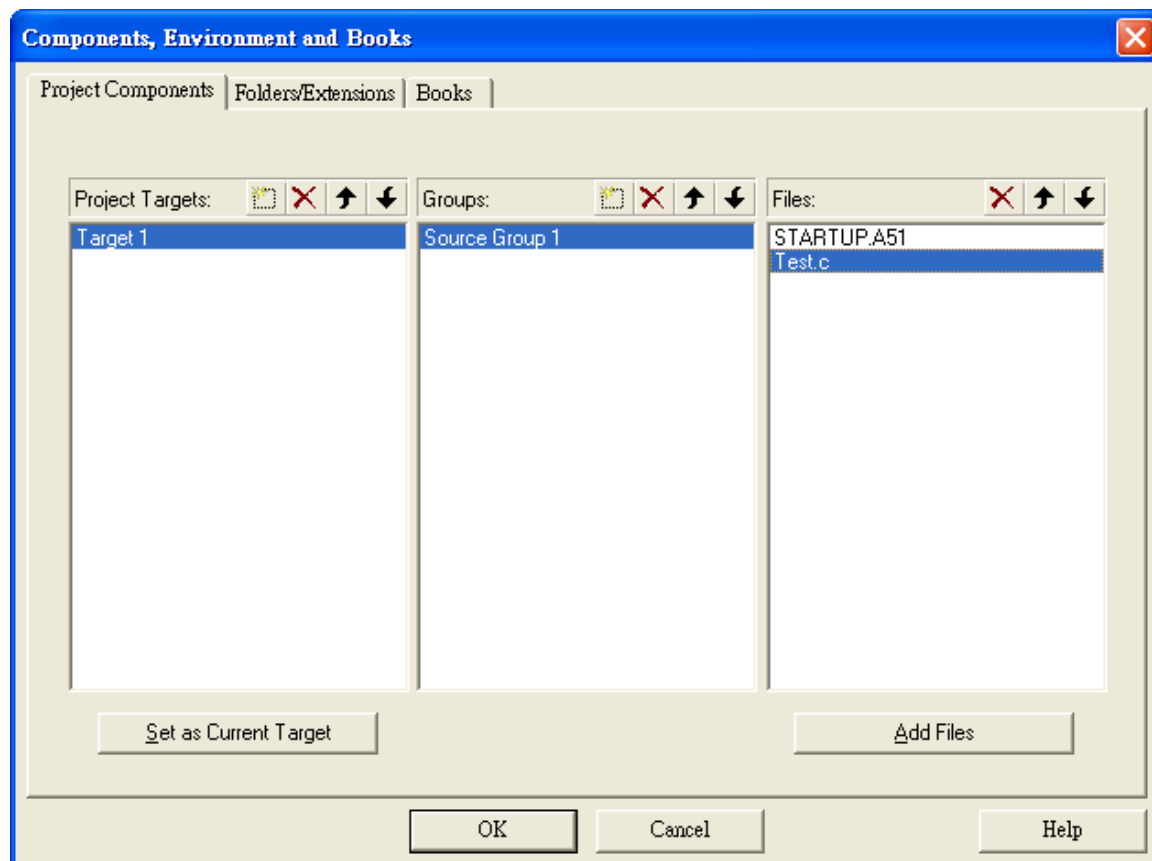 Components, Environment and Books
Project Components Folders/Extensions Books
Project Targets: Groups: Files:
Target 1 Source Group 1 STARTUP.A51
Test.c
Set as Current Target Add Files
OK Cancel Help